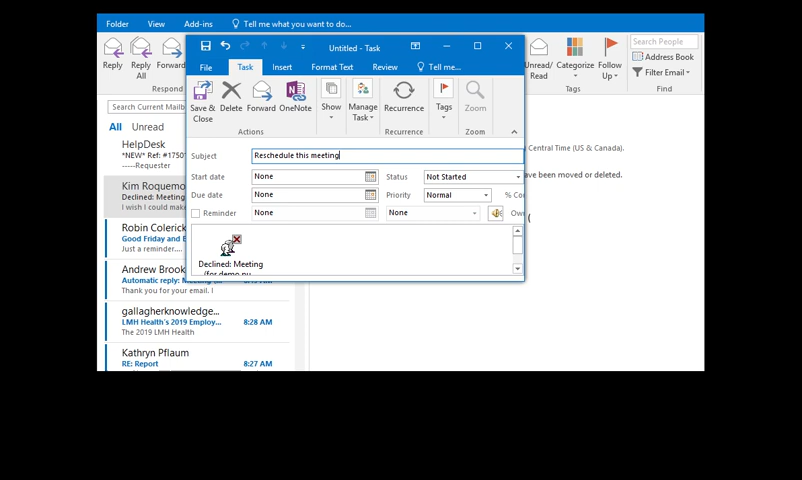 Folder View Add-ins Tell me what you want to do...
Untitled - Task
File Task Insert Format Text Review Tell me...
Reply
Reply All
Forward
Respond
Save & Close
Delete
Forward
OneNote
Actions
Show
Manage Task
Recurrence
Recurrence
Tags
Zoom
Zoom
Unread/ Read
Categorize
Follow Up
Tags
Search People
Address Book
Filter Email
Find
Search Current Mailb
All Unread
HelpDesk
*NEW* Ref: #1750
-----Requester
Kim Roquemo
Declined: Meeting
I wish I could make
Robin Colerick
Good Friday and E
Just a reminder....
Andrew Brook
Automatic reply: Meeting
Thank you for your email. I
gallagherknowledge...
LMH Health's 2019 Employ... 8:28 AM
The 2019 LMH Health
Kathryn Pflaum
RE: Report 8:27 AM
Subject Reschedule this meeting
Start date None Status Not Started
Due date None Priority Normal % Co
Reminder None None Ow
Declined: Meeting
(for demo pu
Central Time (US & Canada).
ave been moved or deleted.
(